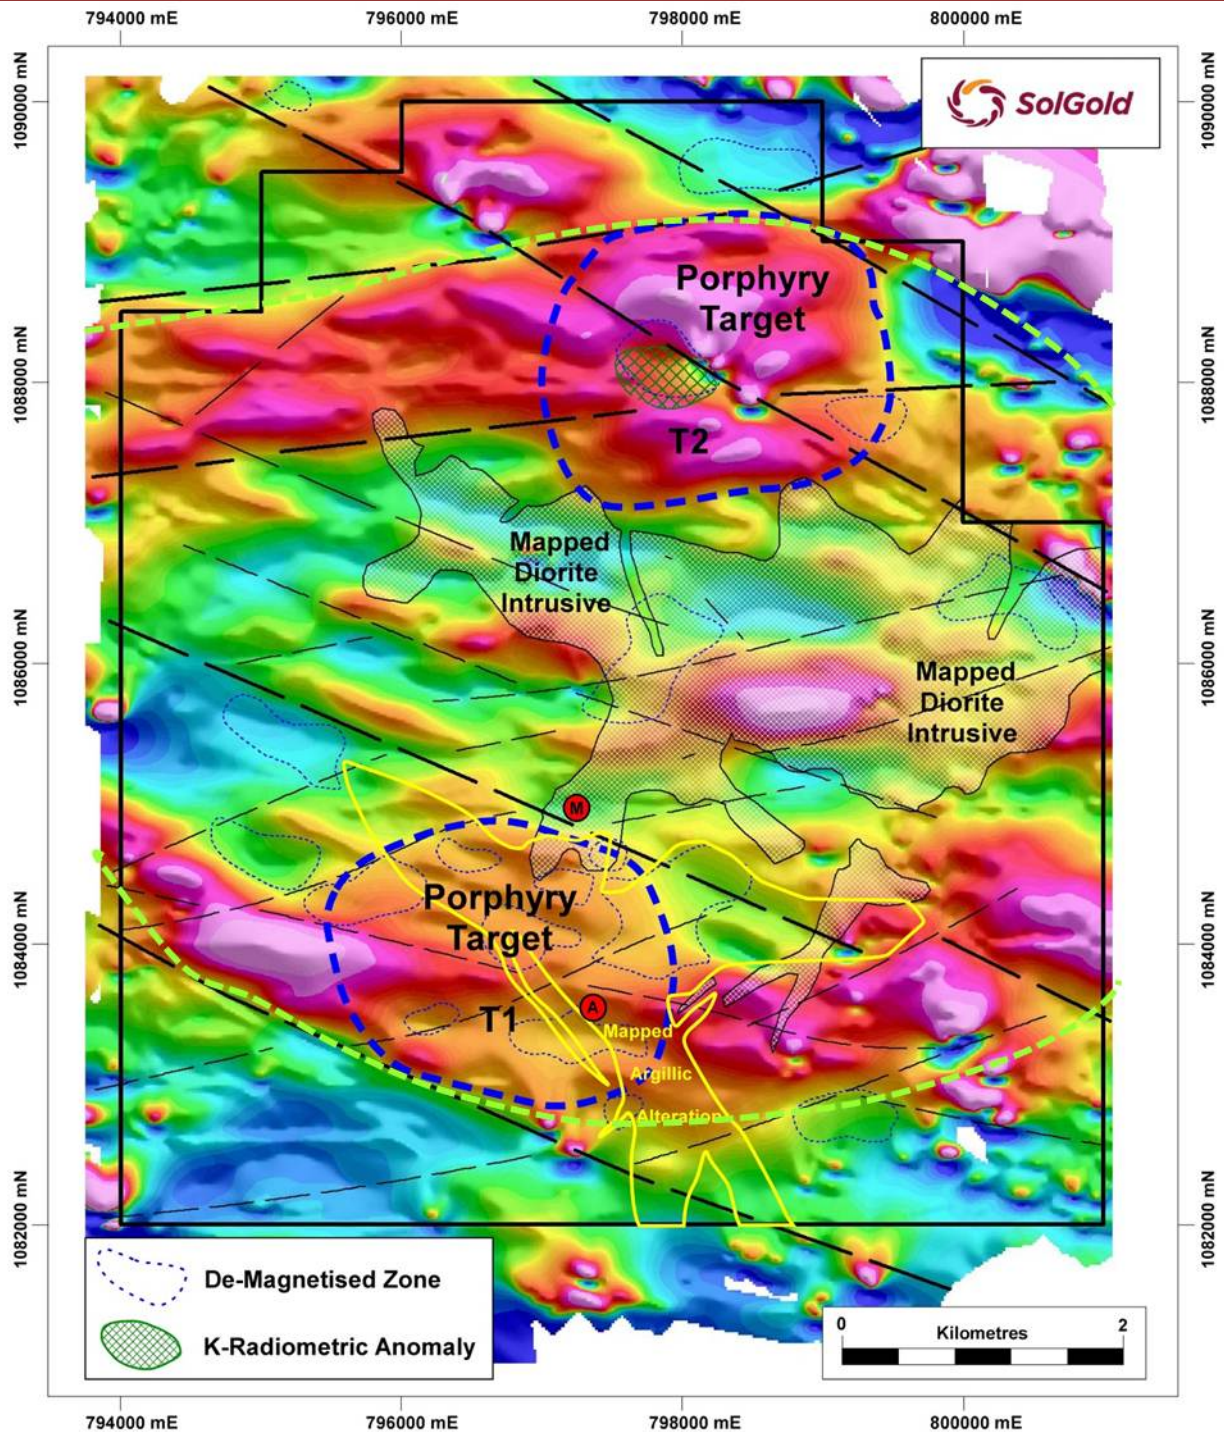 794000 mE 796000 mE 798000 mE 800000 mE
1090000 mN
1090000 mN
SolGold
Porphyry
Target
1088000 mN
1088000 mN
T2
Mapped
Diorite
Intrusive
1086000 mN
1086000 mN
Mapped
Diorite
Intrusive
M
Porphyry
Target
1084000 mN
1084000 mN
T1
A
Mapped
Argillic
Alteration
1082000 mN
1082000 mN
De-Magnetised Zone
K-Radiometric Anomaly
0 Kilometres 2
794000 mE 796000 mE 798000 mE 800000 mE